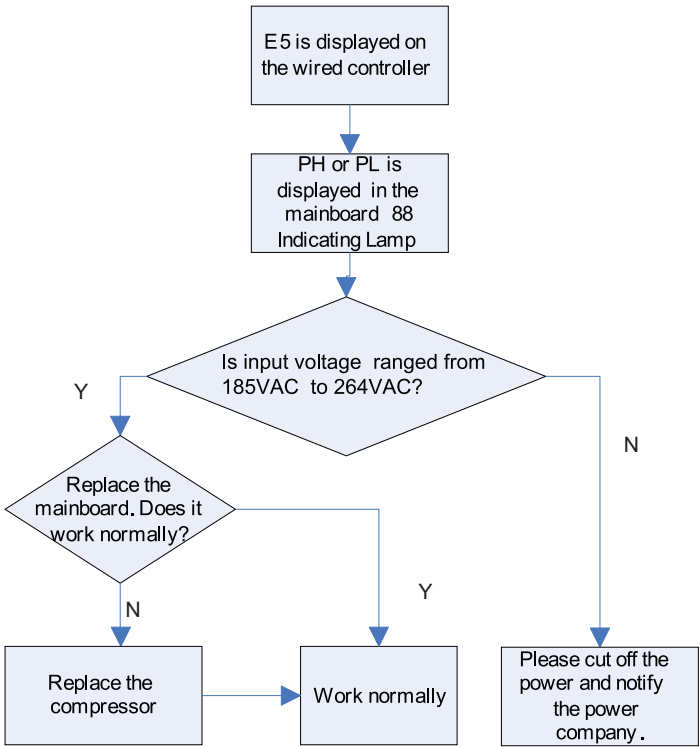 E5 is displayed on
the wired controller
PH or PL is
displayed in the
mainboard 88
Indicating Lamp
Is input voltage ranged from
185VAC to 264VAC?
Y
N
Replace the
mainboard. Does it
work normally?
Y
N
Replace the
compressor
Work normally
Please cut off the
power and notify
the power
company.